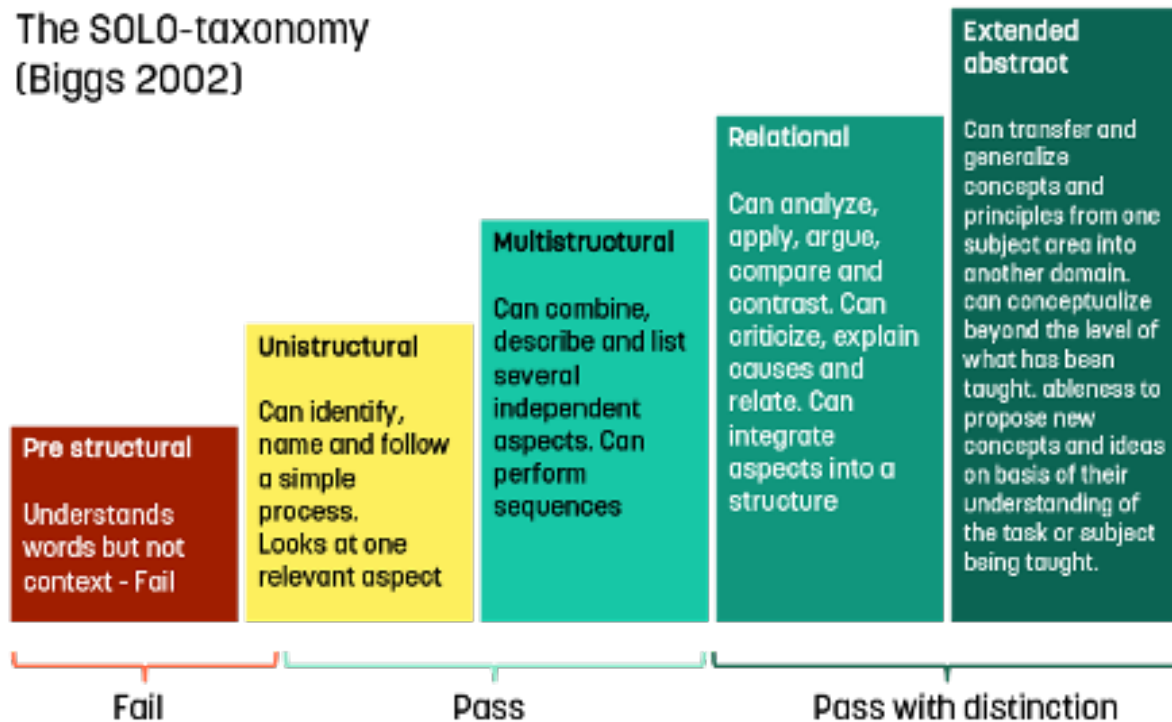 The SOLO-taxonomy
(Biggs 2002)
Pre structural
Understands
words but not
context - Fail
Unistructural
Can identify,
name and follow
a simple
process.
Looks at one
relevant aspect
Multistructural
Can combine,
describe and list
several
independent
aspects. Can
perform
sequences
Relational
Can analyze,
apply, argue,
compare and
contrast. Can
criticize, explain
causes and
relate. Can
integrate
aspects into a
structure
Extended
abstract
Can transfer and
generalize
concepts and
principles from one
subject area into
another domain.
can conceptualize
beyond the level of
what has been
taught. ableness to
propose new
concepts and ideas
on basis of their
understanding of
the task or subject
being taught.
Fail
Pass
Pass with distinction